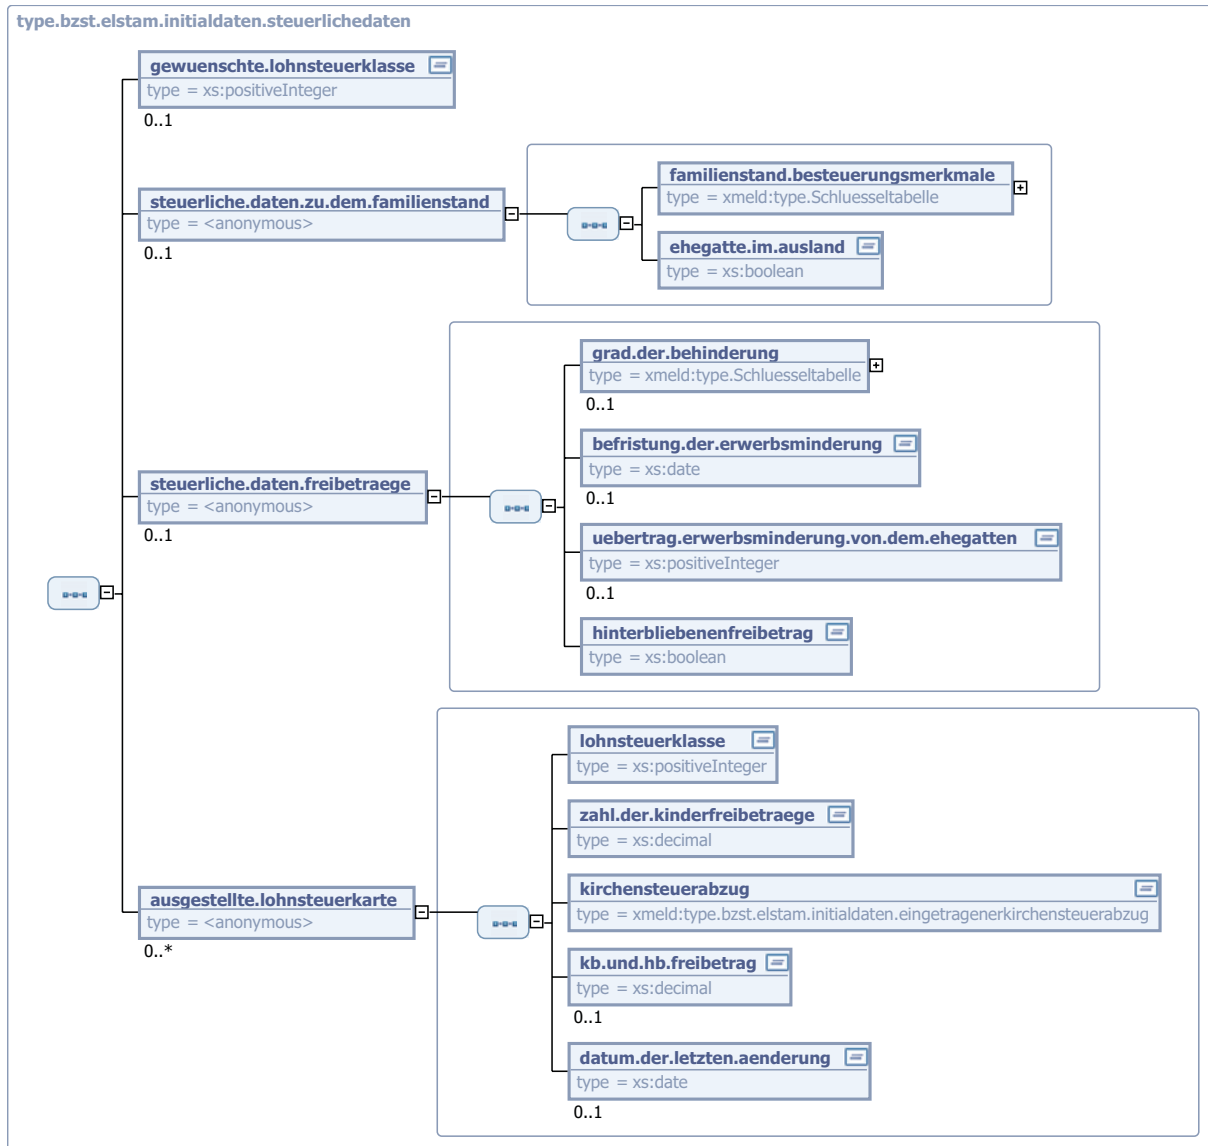 type.bzst.elstam.initialdaten.steuerlichedaten
gewuenschte.lohnsteuerklasse
type = xs:positiveInteger
0..1
steuerliche.daten.zu.dem.familienstand
type = <anonymous>
0..1
familienstand.besteuerungsmerkmale
type = xmeld:type.Schluesseltabelle
ehegatte.im.ausland
type = xs:boolean
steuerliche.daten.freibetraege
type = <anonymous>
0..1
grad.der.behinderung
type = xmeld:type.Schluesseltabelle
0..1
befristung.der.erwerbsminderung
type = xs:date
0..1
uebertrag.erwerbsminderung.von.dem.ehegatten
type = xs:positiveInteger
0..1
hinterbliebenenfreibetrag
type = xs:boolean
ausgestellte.lohnsteuerkarte
type = <anonymous>
0..*
lohnsteuerklasse
type = xs:positiveInteger
zahl.der.kinderfreibetraege
type = xs:decimal
kirchensteuerabzug
type = xmeld:type.bzst.elstam.initialdaten.eingetragenerkirchensteuerabzug
kb.und.hb.freibetrag
type = xs:decimal
0..1
datum.der.letzten.aenderung
type = xs:date
0..1